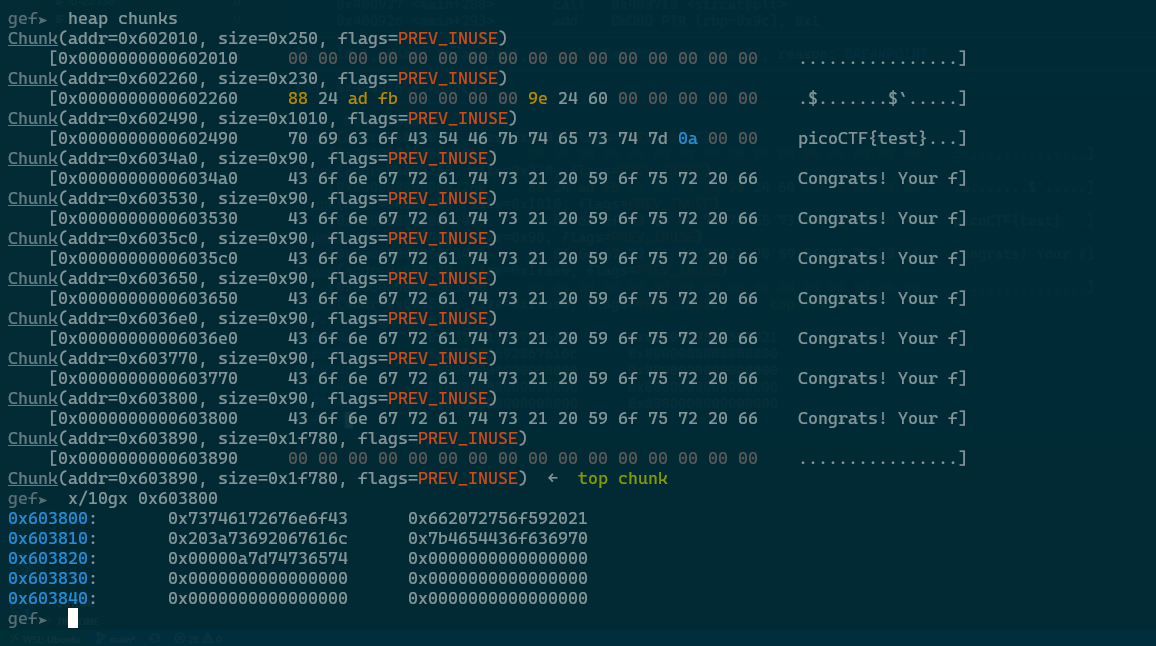 gef➤  heap chunks
Chunk(addr=0x602010, size=0x250, flags=PREV_INUSE)
    [0x0000000000602010     00 00 00 00 00 00 00 00 00 00 00 00 00 00 00 00    ................]
Chunk(addr=0x602260, size=0x230, flags=PREV_INUSE)
    [0x0000000000602260     88 24 ad fb 00 00 00 00 9e 24 60 00 00 00 00 00    .$.......$`.....]
Chunk(addr=0x602490, size=0x1010, flags=PREV_INUSE)
    [0x0000000000602490     70 69 63 6f 43 54 46 7b 74 65 73 74 7d 0a 00 00    picoCTF{test}...]
Chunk(addr=0x6034a0, size=0x90, flags=PREV_INUSE)
    [0x00000000006034a0     43 6f 6e 67 72 61 74 73 21 20 59 6f 75 72 20 66    Congrats! Your f]
Chunk(addr=0x603530, size=0x90, flags=PREV_INUSE)
    [0x0000000000603530     43 6f 6e 67 72 61 74 73 21 20 59 6f 75 72 20 66    Congrats! Your f]
Chunk(addr=0x6035c0, size=0x90, flags=PREV_INUSE)
    [0x00000000006035c0     43 6f 6e 67 72 61 74 73 21 20 59 6f 75 72 20 66    Congrats! Your f]
Chunk(addr=0x603650, size=0x90, flags=PREV_INUSE)
    [0x0000000000603650     43 6f 6e 67 72 61 74 73 21 20 59 6f 75 72 20 66    Congrats! Your f]
Chunk(addr=0x6036e0, size=0x90, flags=PREV_INUSE)
    [0x00000000006036e0     43 6f 6e 67 72 61 74 73 21 20 59 6f 75 72 20 66    Congrats! Your f]
Chunk(addr=0x603770, size=0x90, flags=PREV_INUSE)
    [0x0000000000603770     43 6f 6e 67 72 61 74 73 21 20 59 6f 75 72 20 66    Congrats! Your f]
Chunk(addr=0x603800, size=0x90, flags=PREV_INUSE)
    [0x0000000000603800     43 6f 6e 67 72 61 74 73 21 20 59 6f 75 72 20 66    Congrats! Your f]
Chunk(addr=0x603890, size=0x1f780, flags=PREV_INUSE)
    [0x0000000000603890     00 00 00 00 00 00 00 00 00 00 00 00 00 00 00 00    ................]
Chunk(addr=0x603890, size=0x1f780, flags=PREV_INUSE)  ←  top chunk
gef➤  x/10gx 0x603800
0x603800:       0x73746172676e6f43      0x662072756f592021
0x603810:       0x203a73692067616c      0x7b4654436f636970
0x603820:       0x00000a7d74736574      0x0000000000000000
0x603830:       0x0000000000000000      0x0000000000000000
0x603840:       0x0000000000000000      0x0000000000000000
gef➤